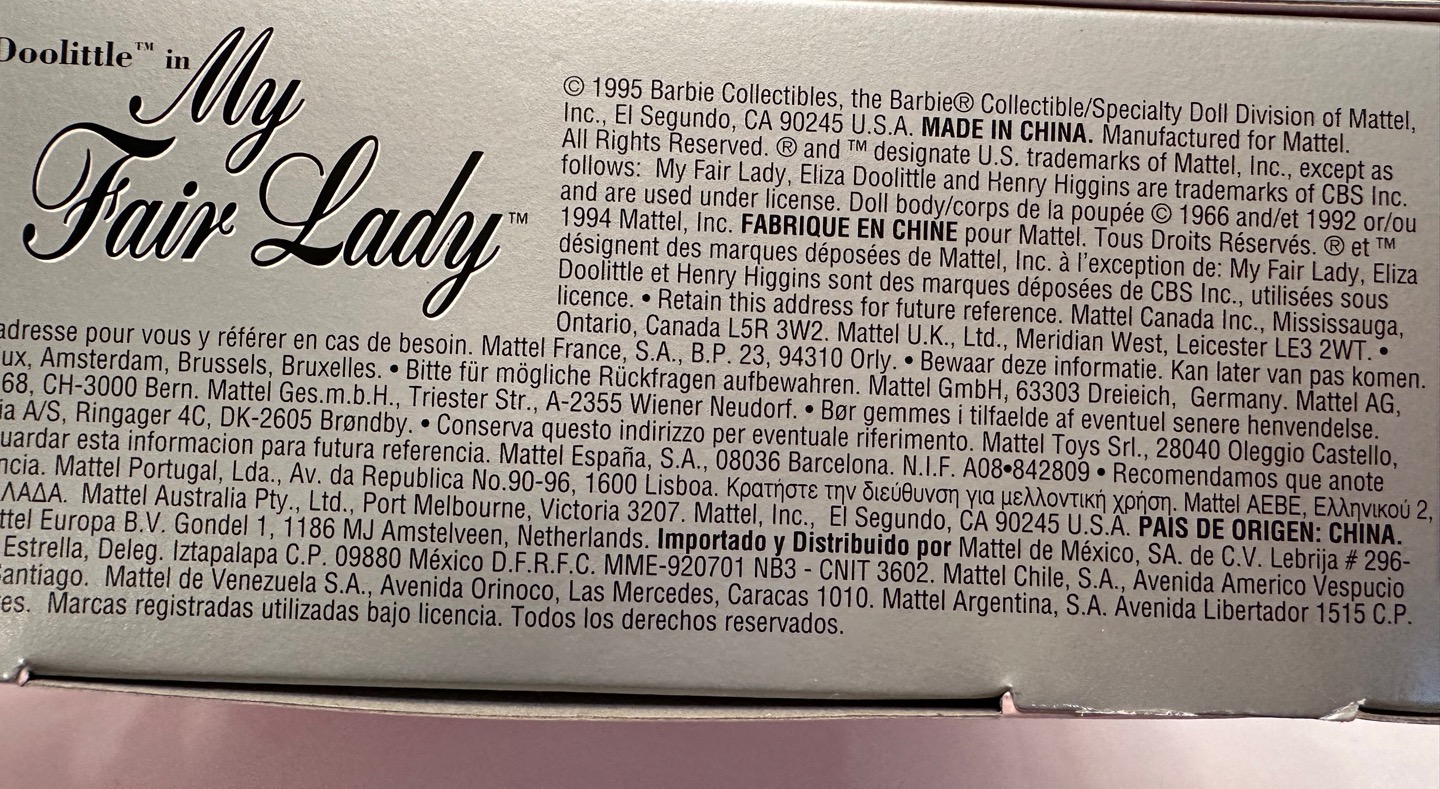 Doolittle™ in
My
Fair Lady™
© 1995 Barbie Collectibles, the Barbie® Collectible/Specialty Doll Division of Mattel,
Inc., El Segundo, CA 90245 U.S.A. MADE IN CHINA. Manufactured for Mattel.
All Rights Reserved. ® and ™ designate U.S. trademarks of Mattel, Inc., except as
follows: My Fair Lady, Eliza Doolittle and Henry Higgins are trademarks of CBS Inc.
and are used under license. Doll body/corps de la poupée © 1966 and/et 1992 or/ou
1994 Mattel, Inc. FABRIQUE EN CHINE pour Mattel. Tous Droits Réservés. ® et ™
désignent des marques déposées de Mattel, Inc. à l'exception de: My Fair Lady, Eliza
Doolittle et Henry Higgins sont des marques déposées de CBS Inc., utilisées sous
licence. • Retain this address for future reference. Mattel Canada Inc., Mississauga,
Ontario, Canada L5R 3W2. Mattel U.K., Ltd., Meridian West, Leicester LE3 2WT. •
adresse pour vous y référer en cas de besoin. Mattel France, S.A., B.P. 23, 94310 Orly. • Bewaar deze informatie. Kan later van pas komen.
ux, Amsterdam, Brussels, Bruxelles. • Bitte für mögliche Rückfragen aufbewahren. Mattel GmbH, 63303 Dreieich, Germany. Mattel AG,
68, CH-3000 Bern. Mattel Ges.m.b.H., Triester Str., A-2355 Wiener Neudorf. • Bør gemmes i tilfaelde af eventuel senere henvendelse.
ia A/S, Ringager 4C, DK-2605 Brøndby. • Conserva questo indirizzo per eventuale riferimento. Mattel Toys Srl., 28040 Oleggio Castello,
uardar esta informacion para futura referencia. Mattel España, S.A., 08036 Barcelona. N.I.F. A08•842809 • Recomendamos que anote
ncia. Mattel Portugal, Lda., Av. da Republica No.90-96, 1600 Lisboa. Κρατήστε την διεύθυνση για μελλοντική χρήση. Mattel AEBE, Ελληνικού 2,
ΛΑΔΑ. Mattel Australia Pty., Ltd., Port Melbourne, Victoria 3207. Mattel, Inc., El Segundo, CA 90245 U.S.A. PAIS DE ORIGEN: CHINA.
ttel Europa B.V. Gondel 1, 1186 MJ Amstelveen, Netherlands. Importado y Distribuido por Mattel de México, SA. de C.V. Lebrija # 296-
Estrella, Deleg. Iztapalapa C.P. 09880 México D.F.R.F.C. MME-920701 NB3 - CNIT 3602. Mattel Chile, S.A., Avenida Americo Vespucio
Santiago. Mattel de Venezuela S.A., Avenida Orinoco, Las Mercedes, Caracas 1010. Mattel Argentina, S.A. Avenida Libertador 1515 C.P.
es. Marcas registradas utilizadas bajo licencia. Todos los derechos reservados.